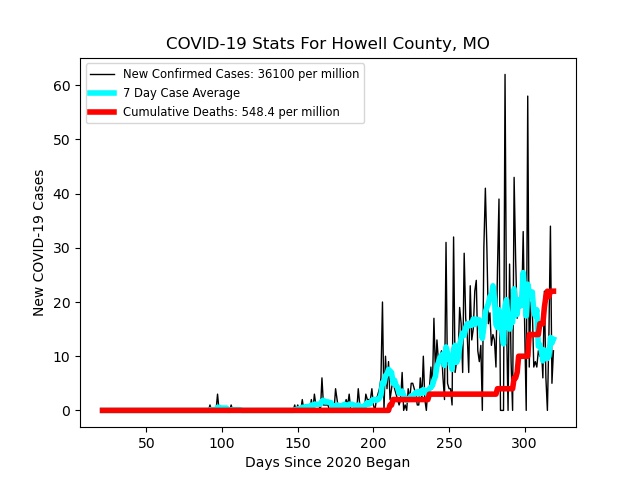 COVID-19 Stats For Howell County, MO
New Confirmed Cases: 36100 per million
7 Day Case Average
Cumulative Deaths: 548.4 per million
60
50
40
30
20
10
0
New COVID-19 Cases
50 100 150 200 250 300
Days Since 2020 Began